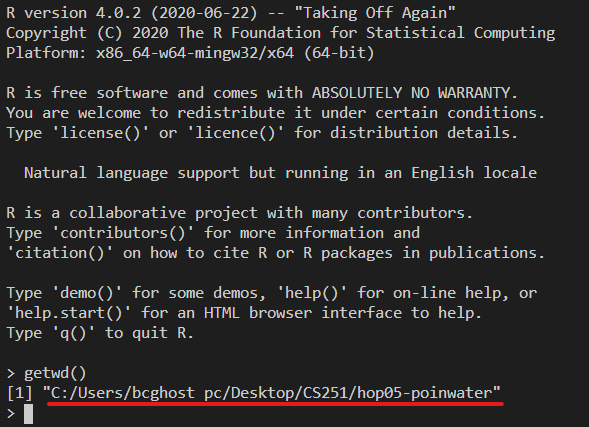 R version 4.0.2 (2020-06-22) -- "Taking Off Again"
Copyright (C) 2020 The R Foundation for Statistical Computing
Platform: x86_64-w64-mingw32/x64 (64-bit)
R is free software and comes with ABSOLUTELY NO WARRANTY.
You are welcome to redistribute it under certain conditions.
Type 'license()' or 'licence()' for distribution details.
Natural language support but running in an English locale
R is a collaborative project with many contributors.
Type 'contributors()' for more information and
'citation()' on how to cite R or R packages in publications.
Type 'demo()' for some demos, 'help()' for on-line help, or
'help.start()' for an HTML browser interface to help.
Type 'q()' to quit R.
> getwd()
[1] "C:/Users/bcghost pc/Desktop/CS251/hop05-poinwater"
>